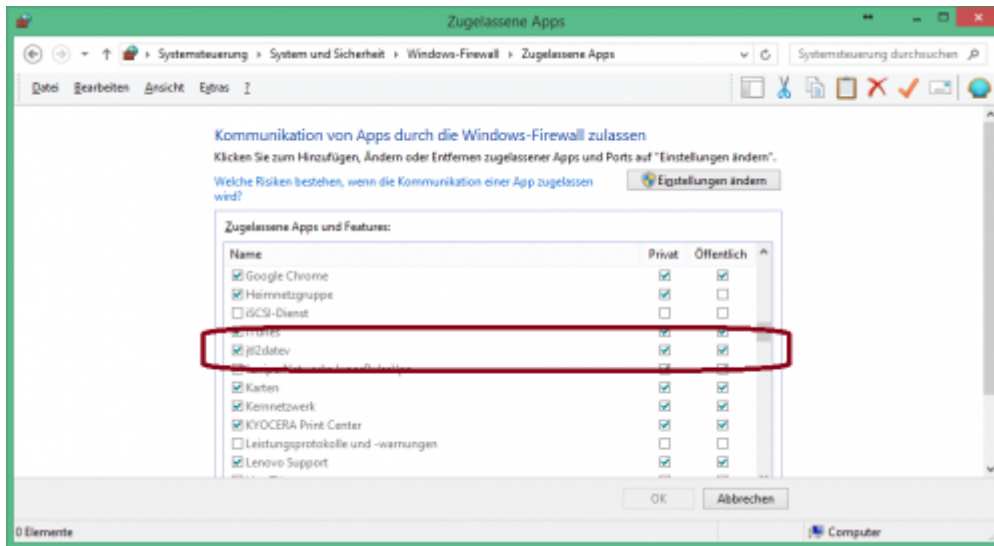 Zugelassene Apps
Systemsteuerung System und Sicherheit Windows-Firewall Zugelassene Apps
Systemsteuerung durchsuchen
Datei Bearbeiten Ansicht Extras ?
Kommunikation von Apps durch die Windows-Firewall zulassen
Klicken Sie zum Hinzufügen, Ändern oder Entfernen zugelassener Apps und Ports auf "Einstellungen ändern".
Welche Risiken bestehen, wenn die Kommunikation einer App zugelassen
wird?
Einstellungen ändern
Zugelassene Apps und Features:
Name Privat Öffentlich
Google Chrome
Heimnetzgruppe
iSCSI-Dienst
iTunes
jtl2datev
Karten
Kernnetzwerk
KYOCERA Print Center
Leistungsprotokolle und -warnungen
Lenovo Support
OK Abbrechen
0 Elemente Computer